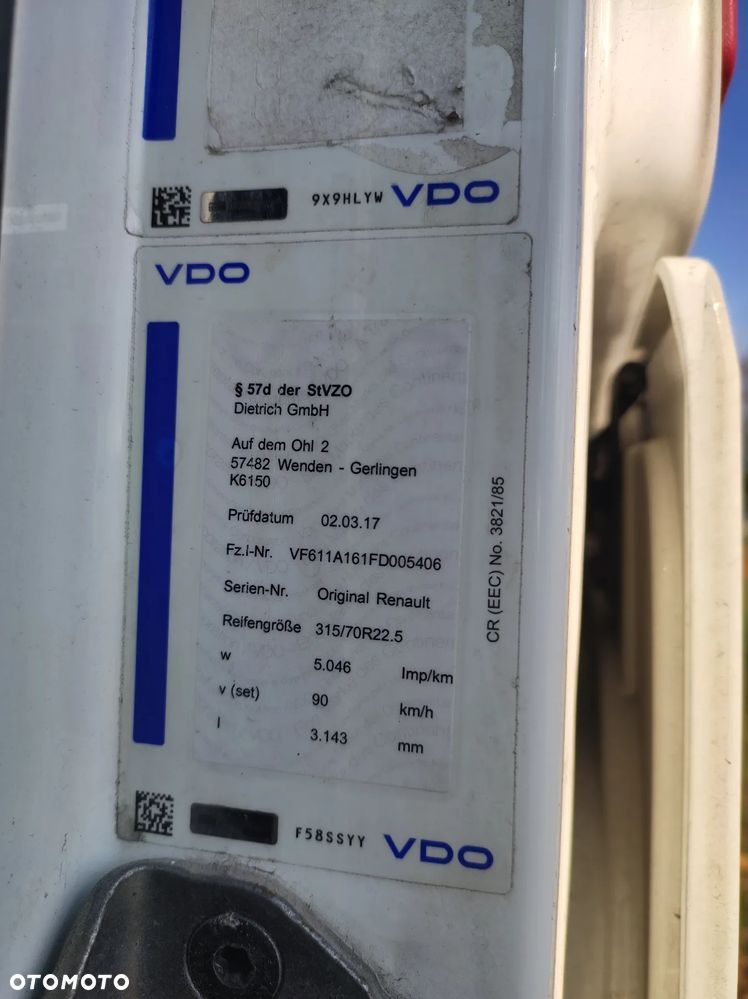 9X9HLYW VDO
VDO
§ 57d der StVZO
Dietrich GmbH
Auf dem Ohl 2
57482 Wenden - Gerlingen
K6150
Prüfdatum 02.03.17
Fz.I-Nr. VF611A161FD005406
Serien-Nr. Original Renault
Reifengröße 315/70R22.5
w 5.046 Imp/km
v (set) 90 km/h
l 3.143 mm
CR (EEC) No. 3821/85
F58SSYY VDO
OTOMOTO